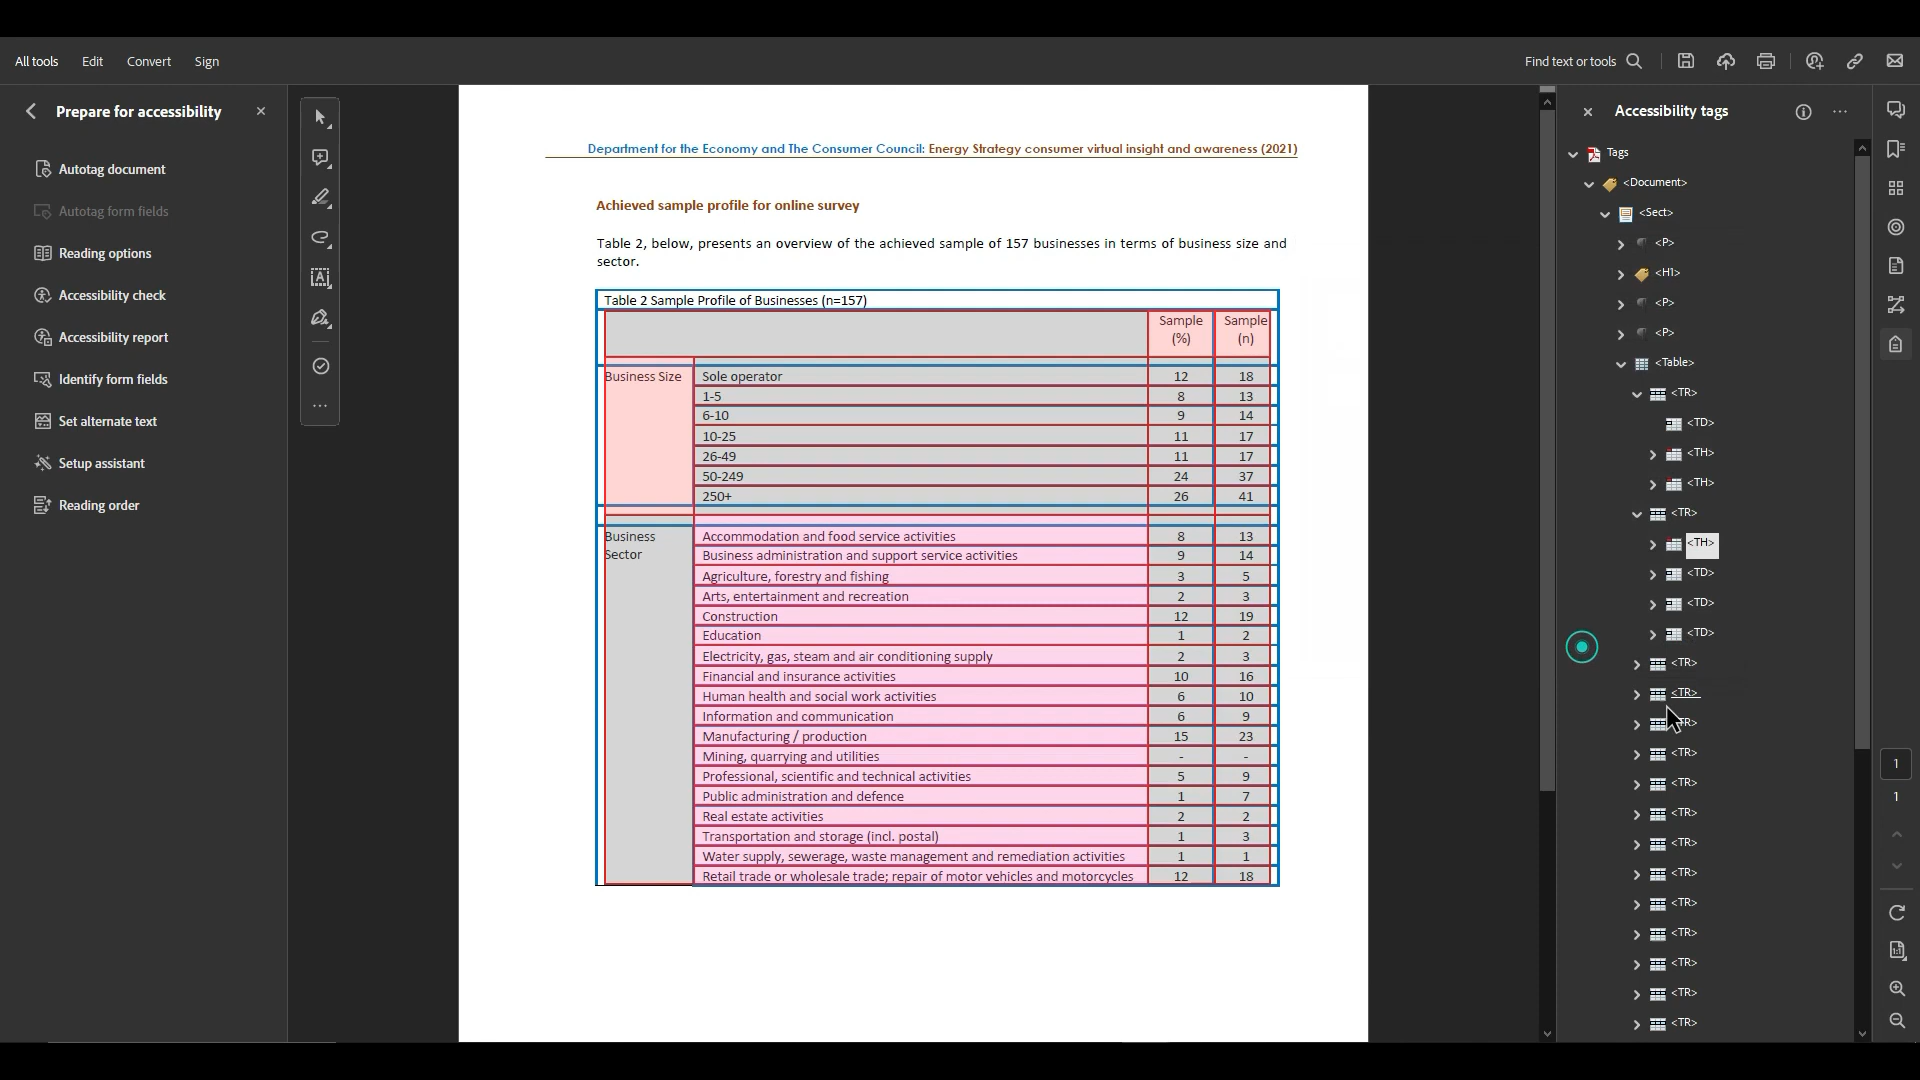 All tools Edit Convert Sign Find text or tools
Prepare for accessibility
Autotag document
Autotag form fields
Reading options
Accessibility check
Accessibility report
Identify form fields
Set alternate text
Setup assistant
Reading order
Department for the Economy and The Consumer Council: Energy Strategy consumer virtual insight and awareness (2021)
Achieved sample profile for online survey
Table 2, below, presents an overview of the achieved sample of 157 businesses in terms of business size and
sector.
Table 2 Sample Profile of Businesses (n=157)
Sample (%) Sample (n)
Business Size Sole operator 12 18
1-5 8 13
6-10 9 14
10-25 11 17
26-49 11 17
50-249 24 37
250+ 26 41
Business Sector Accommodation and food service activities 8 13
Business administration and support service activities 9 14
Agriculture, forestry and fishing 3 5
Arts, entertainment and recreation 2 3
Construction 12 19
Education 1 2
Electricity, gas, steam and air conditioning supply 2 3
Financial and insurance activities 10 16
Human health and social work activities 6 10
Information and communication 6 9
Manufacturing / production 15 23
Mining, quarrying and utilities - -
Professional, scientific and technical activities 5 9
Public administration and defence 1 7
Real estate activities 2 2
Transportation and storage (incl. postal) 1 3
Water supply, sewerage, waste management and remediation activities 1 1
Retail trade or wholesale trade; repair of motor vehicles and motorcycles 12 18
Accessibility tags
Tags
<Document>
<Sect>
<P>
<H1>
<P>
<P>
<Table>
<TR>
<TD>
<TH>
<TH>
<TR>
<TH>
<TD>
<TD>
<TD>
<TR>
<TR>
<TR>
<TR>
<TR>
<TR>
<TR>
<TR>
<TR>
<TR>
<TR>
<TR>
<TR>
1
1